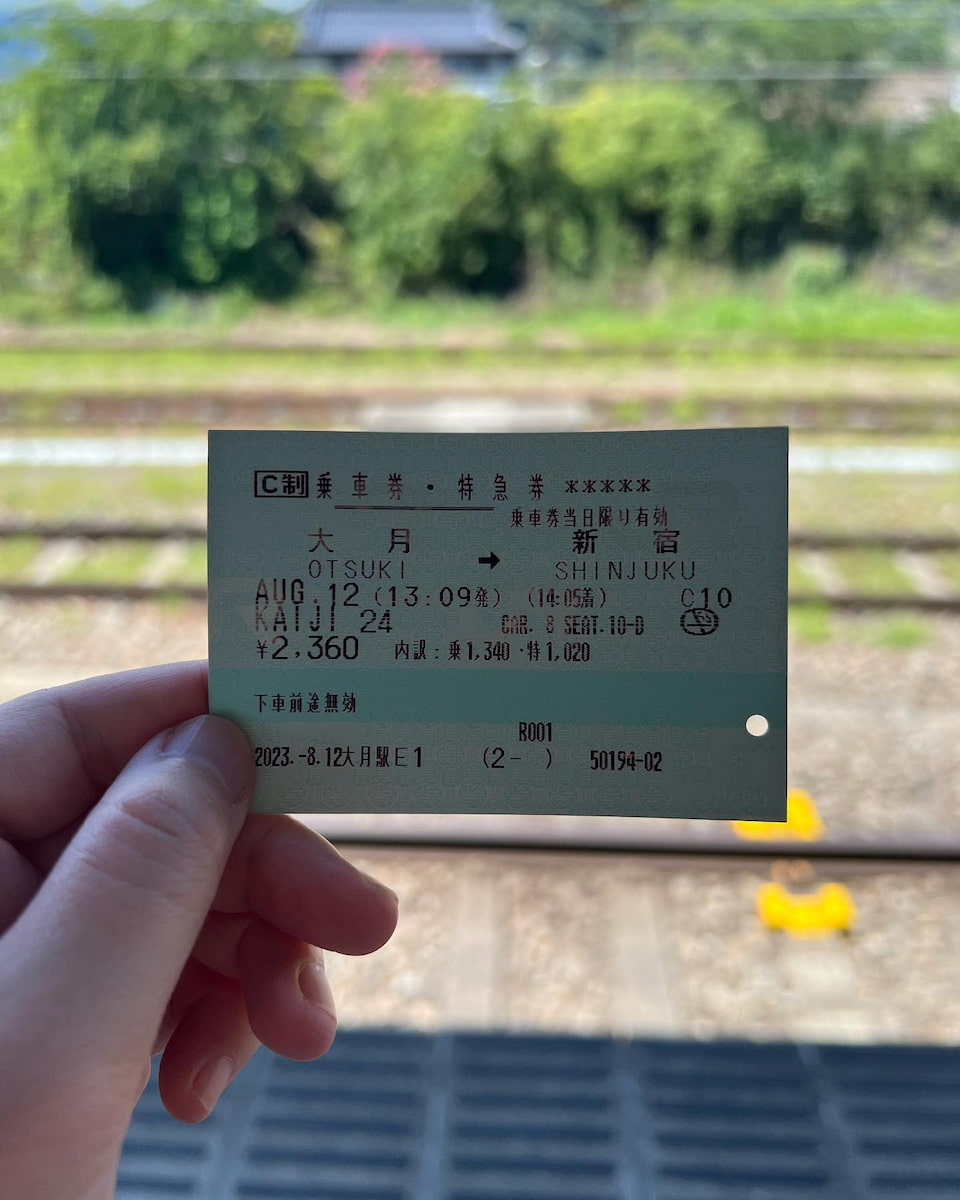 C制 乗車券・特急券 *****
乗車券当日限り有効
大月 → 新宿
OTSUKI SHINJUKU
AUG.12 (13:09発) (14:05着) C10
KAIJI 24 CAR. 8 SEAT.10-D
¥2,360 内訳:乗1,340・特1,020
下車前途無効
R001
2023.-8.12大月駅E1 (2- ) 50194-02